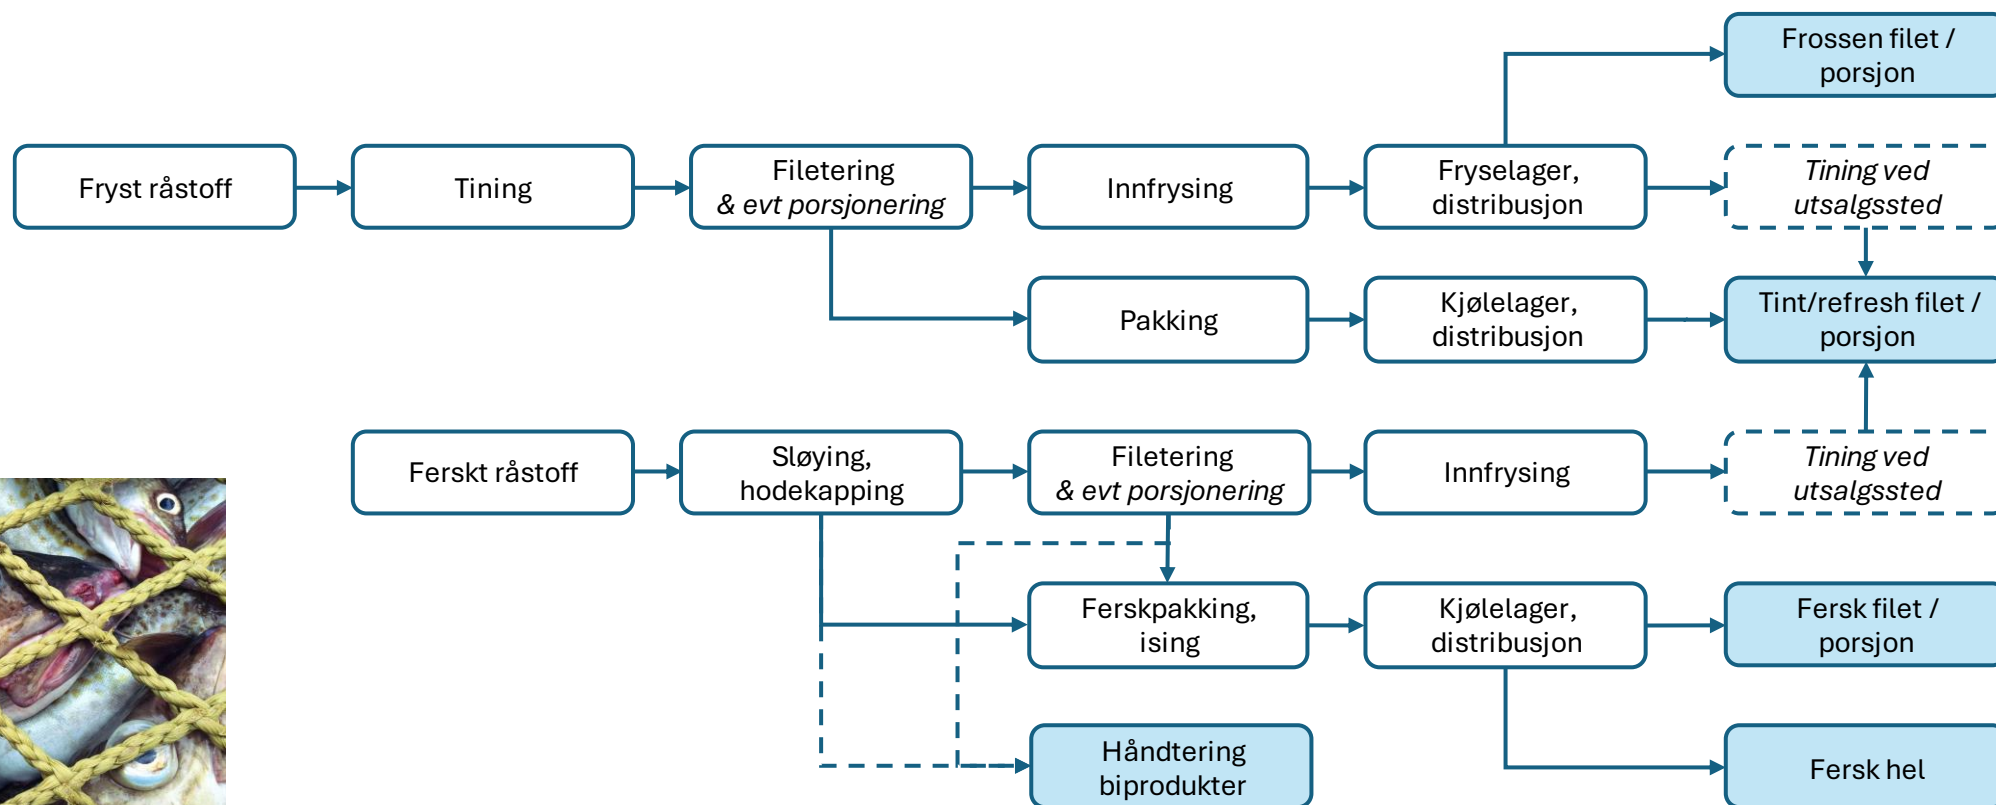 Frossen filet /
porsjon
Fryst råstoff
Tining
Filetering
& evt porsjonering
Innfrysing
Fryselager,
distribusjon
Tining ved
utsalgssted
Pakking
Kjølelager,
distribusjon
Tint/refresh filet /
porsjon
Ferskt råstoff
Sløying,
hodekapping
Filetering
& evt porsjonering
Innfrysing
Tining ved
utsalgssted
Ferskpakking,
ising
Kjølelager,
distribusjon
Fersk filet /
porsjon
Håndtering
biprodukter
Fersk hel